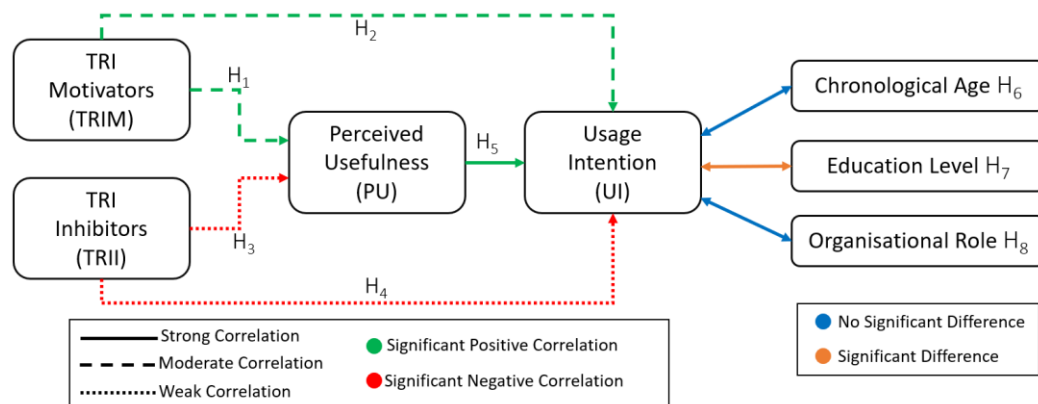 TRI
Motivators
(TRIM)
H₁
H₂
TRI
Inhibitors
(TRII)
H₃
H₄
Perceived
Usefulness
(PU)
H₅
Usage
Intention
(UI)
Chronological Age H₆
Education Level H₇
Organisational Role H₈
Strong Correlation
Moderate Correlation
Weak Correlation
Significant Positive Correlation
Significant Negative Correlation
No Significant Difference
Significant Difference